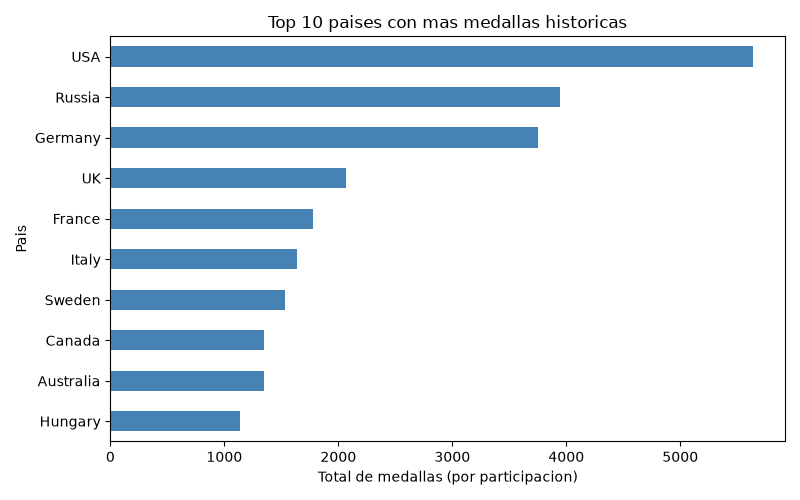 Top 10 paises con mas medallas historicas
USA
Russia
Germany
UK
France
Italy
Sweden
Canada
Australia
Hungary
Pais
0 1000 2000 3000 4000 5000
Total de medallas (por participacion)